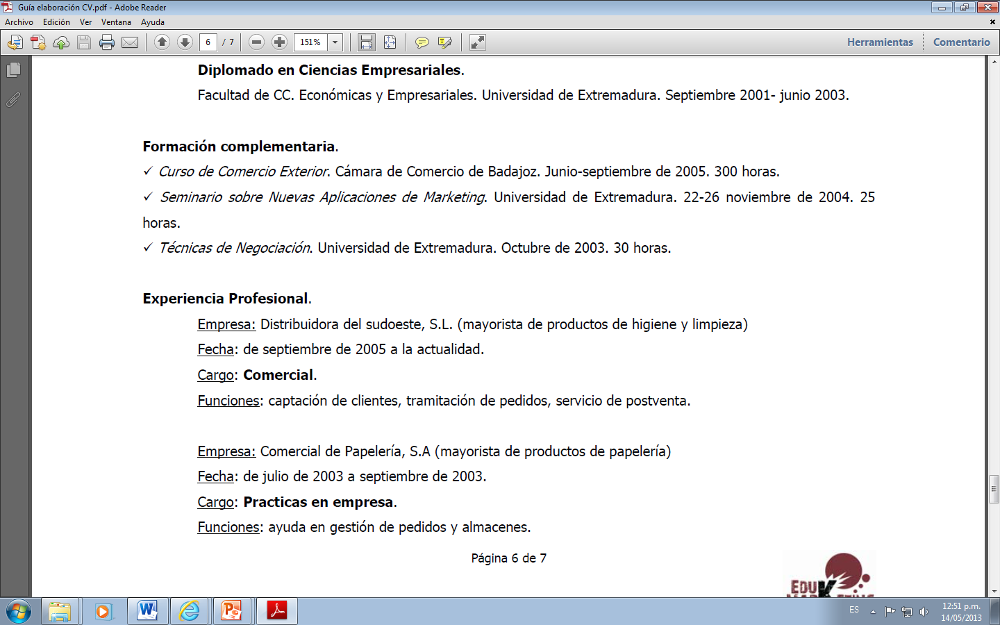 Guía elaboración CV.pdf - Adobe Reader
Archivo Edición Ver Ventana Ayuda
6 / 7 151% Herramientas Comentario
Diplomado en Ciencias Empresariales.
Facultad de CC. Económicas y Empresariales. Universidad de Extremadura. Septiembre 2001- junio 2003.
Formación complementaria.
✓ Curso de Comercio Exterior. Cámara de Comercio de Badajoz. Junio-septiembre de 2005. 300 horas.
✓ Seminario sobre Nuevas Aplicaciones de Marketing. Universidad de Extremadura. 22-26 noviembre de 2004. 25
horas.
✓ Técnicas de Negociación. Universidad de Extremadura. Octubre de 2003. 30 horas.
Experiencia Profesional.
Empresa: Distribuidora del sudoeste, S.L. (mayorista de productos de higiene y limpieza)
Fecha: de septiembre de 2005 a la actualidad.
Cargo: Comercial.
Funciones: captación de clientes, tramitación de pedidos, servicio de postventa.
Empresa: Comercial de Papelería, S.A (mayorista de productos de papelería)
Fecha: de julio de 2003 a septiembre de 2003.
Cargo: Practicas en empresa.
Funciones: ayuda en gestión de pedidos y almacenes.
Página 6 de 7
EDUK
MARKETING
ES
12:51 p.m.
14/05/2013